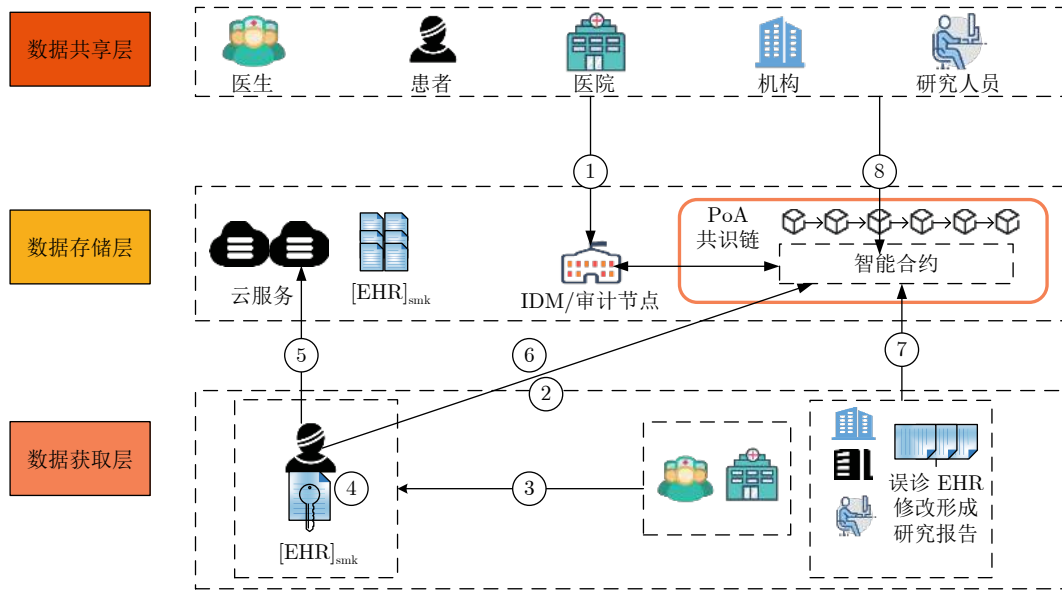 数据共享层
医生
患者
医院
机构
研究人员
1
8
数据存储层
云服务
[EHR]smk
IDM/审计节点
PoA
共识链
智能合约
5
6
2
7
数据获取层
4
[EHR]smk
3
误诊 EHR
修改形成
研究报告